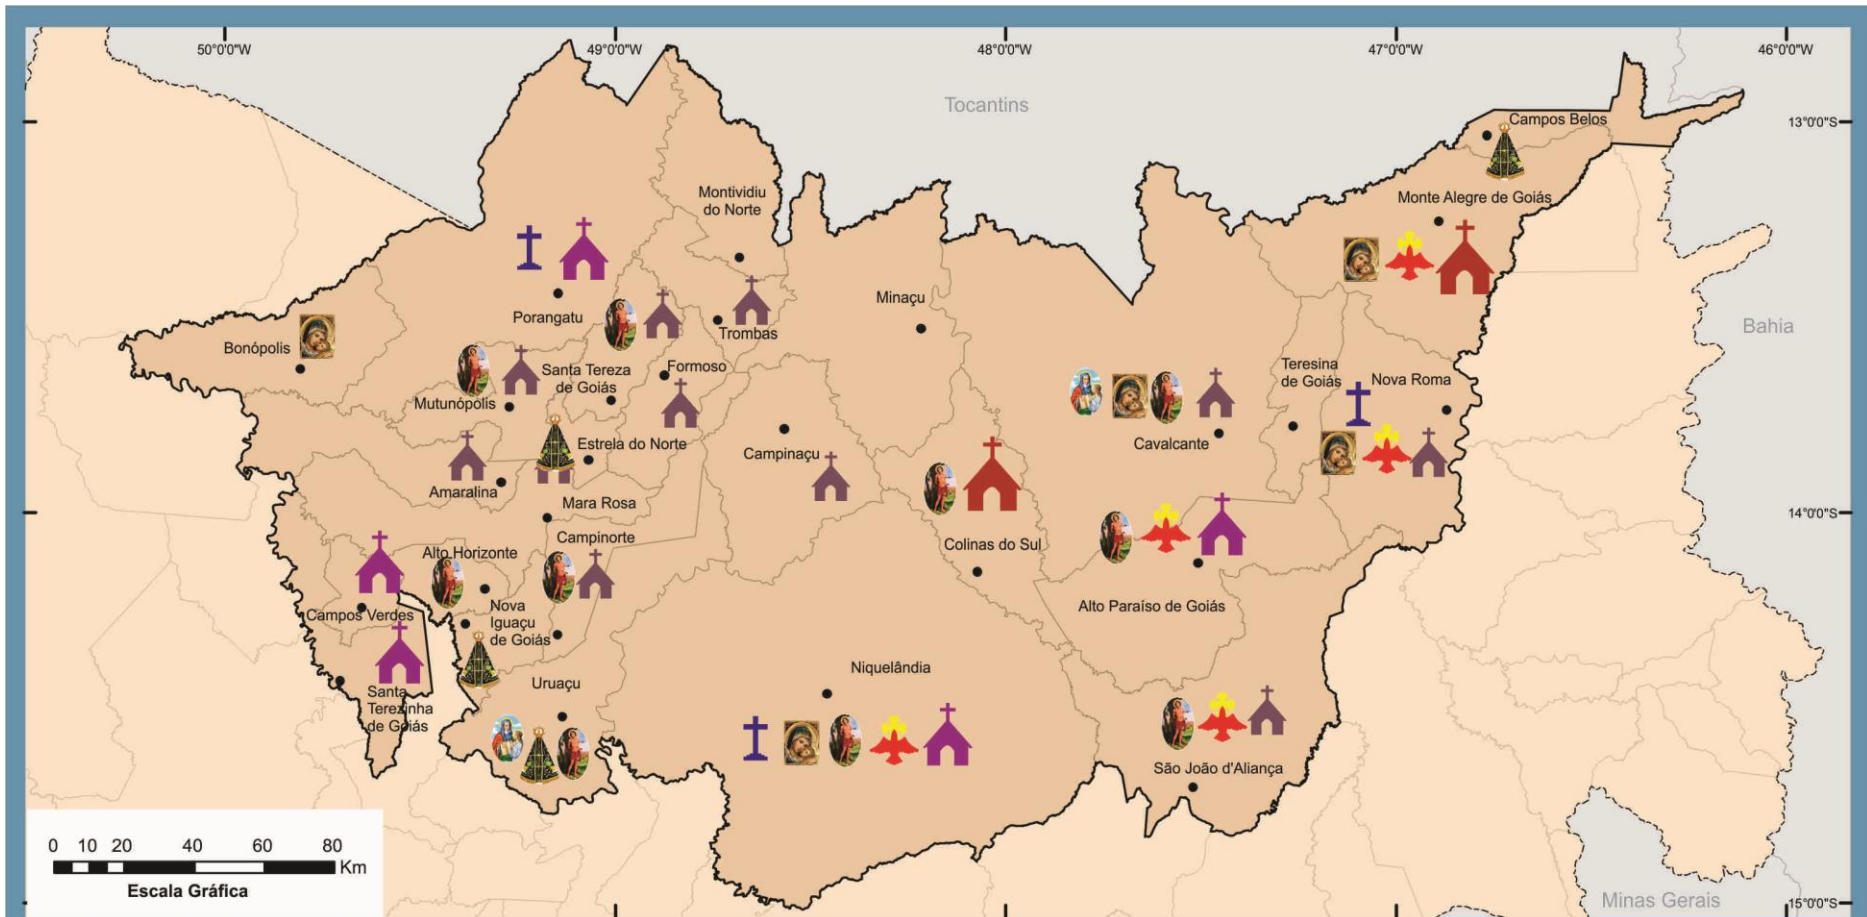 50°0'0"W
49°0'0"W
48°0'0"W
47°0'0"W
46°0'0"W
Tocantins
Campos Belos
13°0'0"S
Montividiu
do Norte
Monte Alegre de Goiás
Minaçu
Porangatu
Trombas
Bahia
Bonópolis
Santa Tereza
de Goiás
Formoso
Teresina
de Goiás
Nova Roma
Mutunópolis
Estrela do Norte
Cavalcante
Campinaçu
Amaralina
Mara Rosa
14°0'0"S
Campinorte
Alto Horizonte
Colinas do Sul
Nova
Iguaçu
de Goiás
Campos Verdes
Alto Paraíso de Goiás
Niquelândia
Uruaçu
Santa
Terezinha
de Goiás
São João d'Aliança
0 10 20 40 60 80
Km
Escala Gráfica
Minas Gerais
15°0'0"S